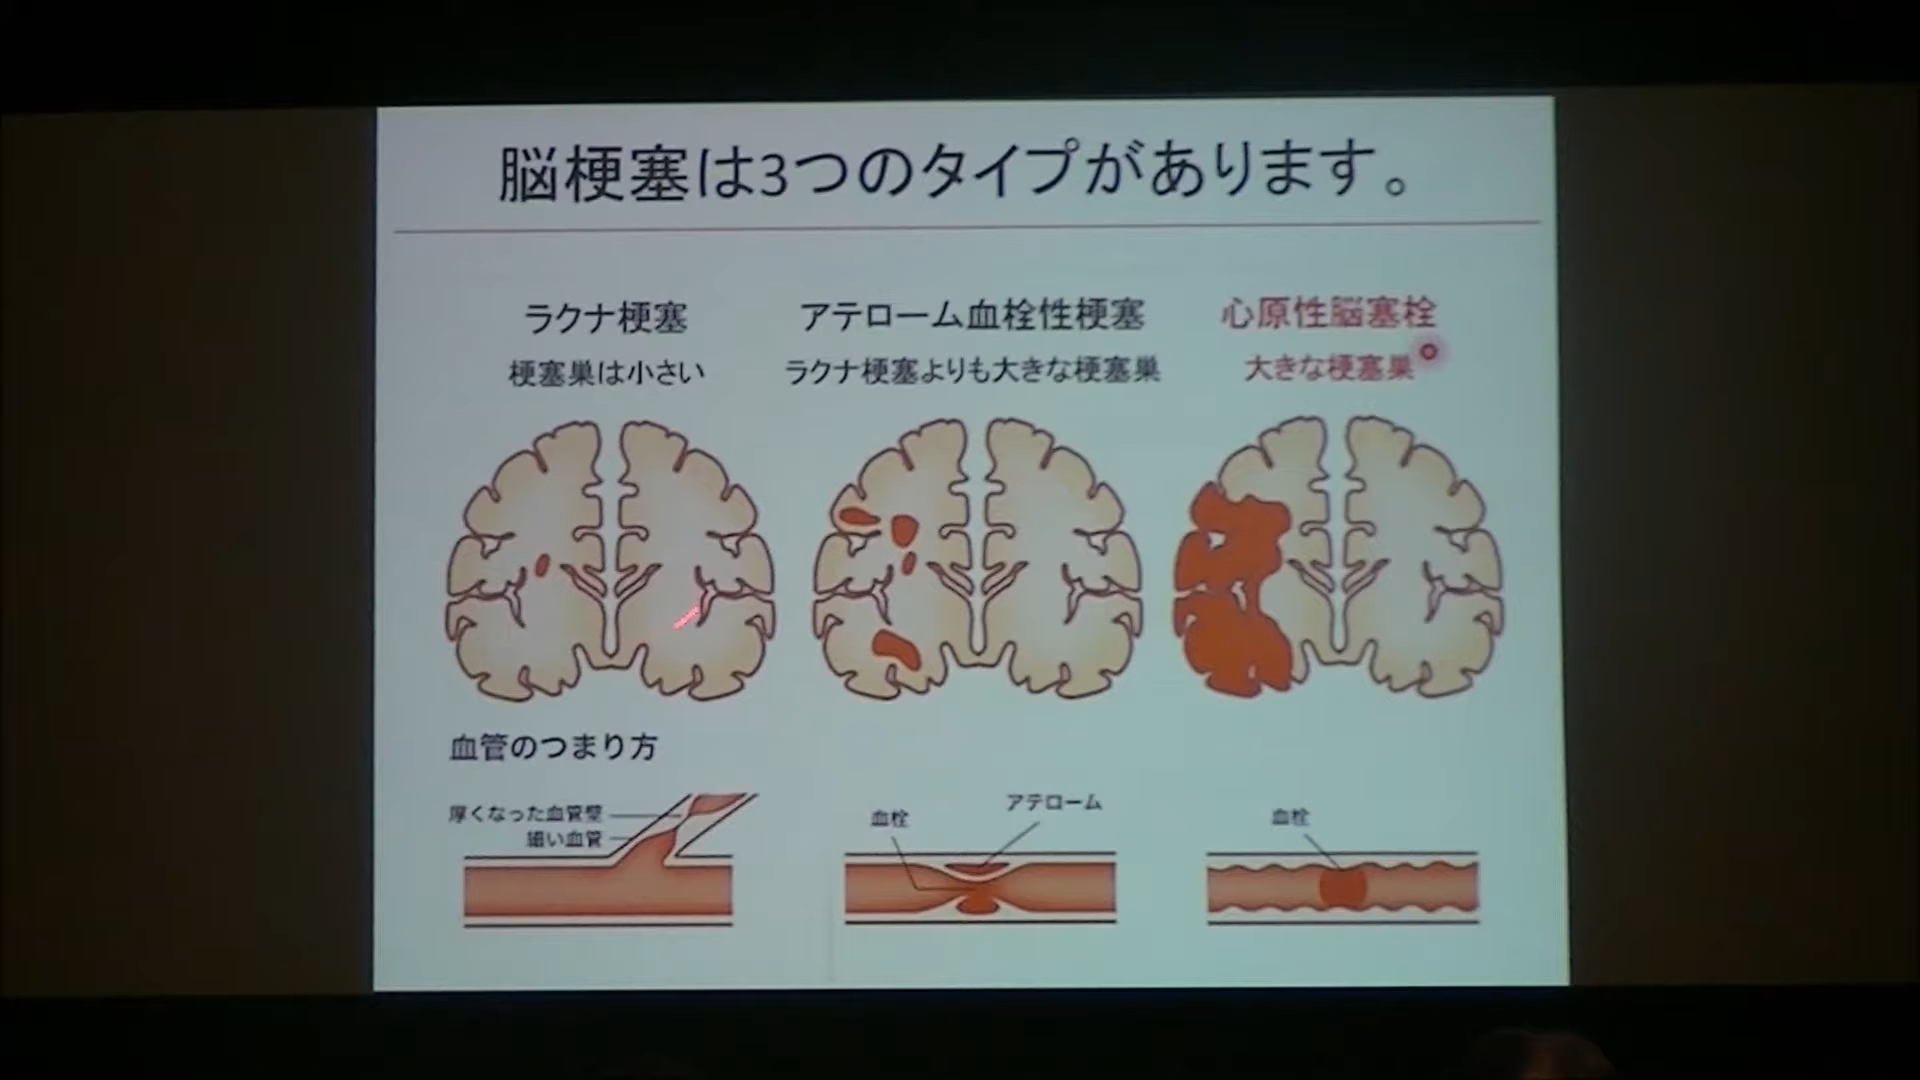 脳梗塞は3つのタイプがあります。
ラクナ梗塞
梗塞巣は小さい
アテローム血栓性梗塞
ラクナ梗塞よりも大きな梗塞巣
心原性脳塞栓
大きな梗塞巣
血管のつまり方
厚くなった血管壁
細い血管
血栓
アテローム
血栓